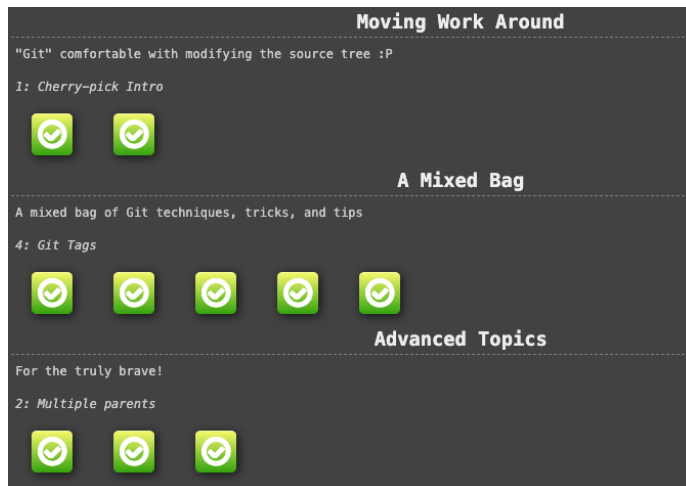 Moving Work Around
"Git" comfortable with modifying the source tree :P
1: Cherry-pick Intro
A Mixed Bag
A mixed bag of Git techniques, tricks, and tips
4: Git Tags
Advanced Topics
For the truly brave!
2: Multiple parents